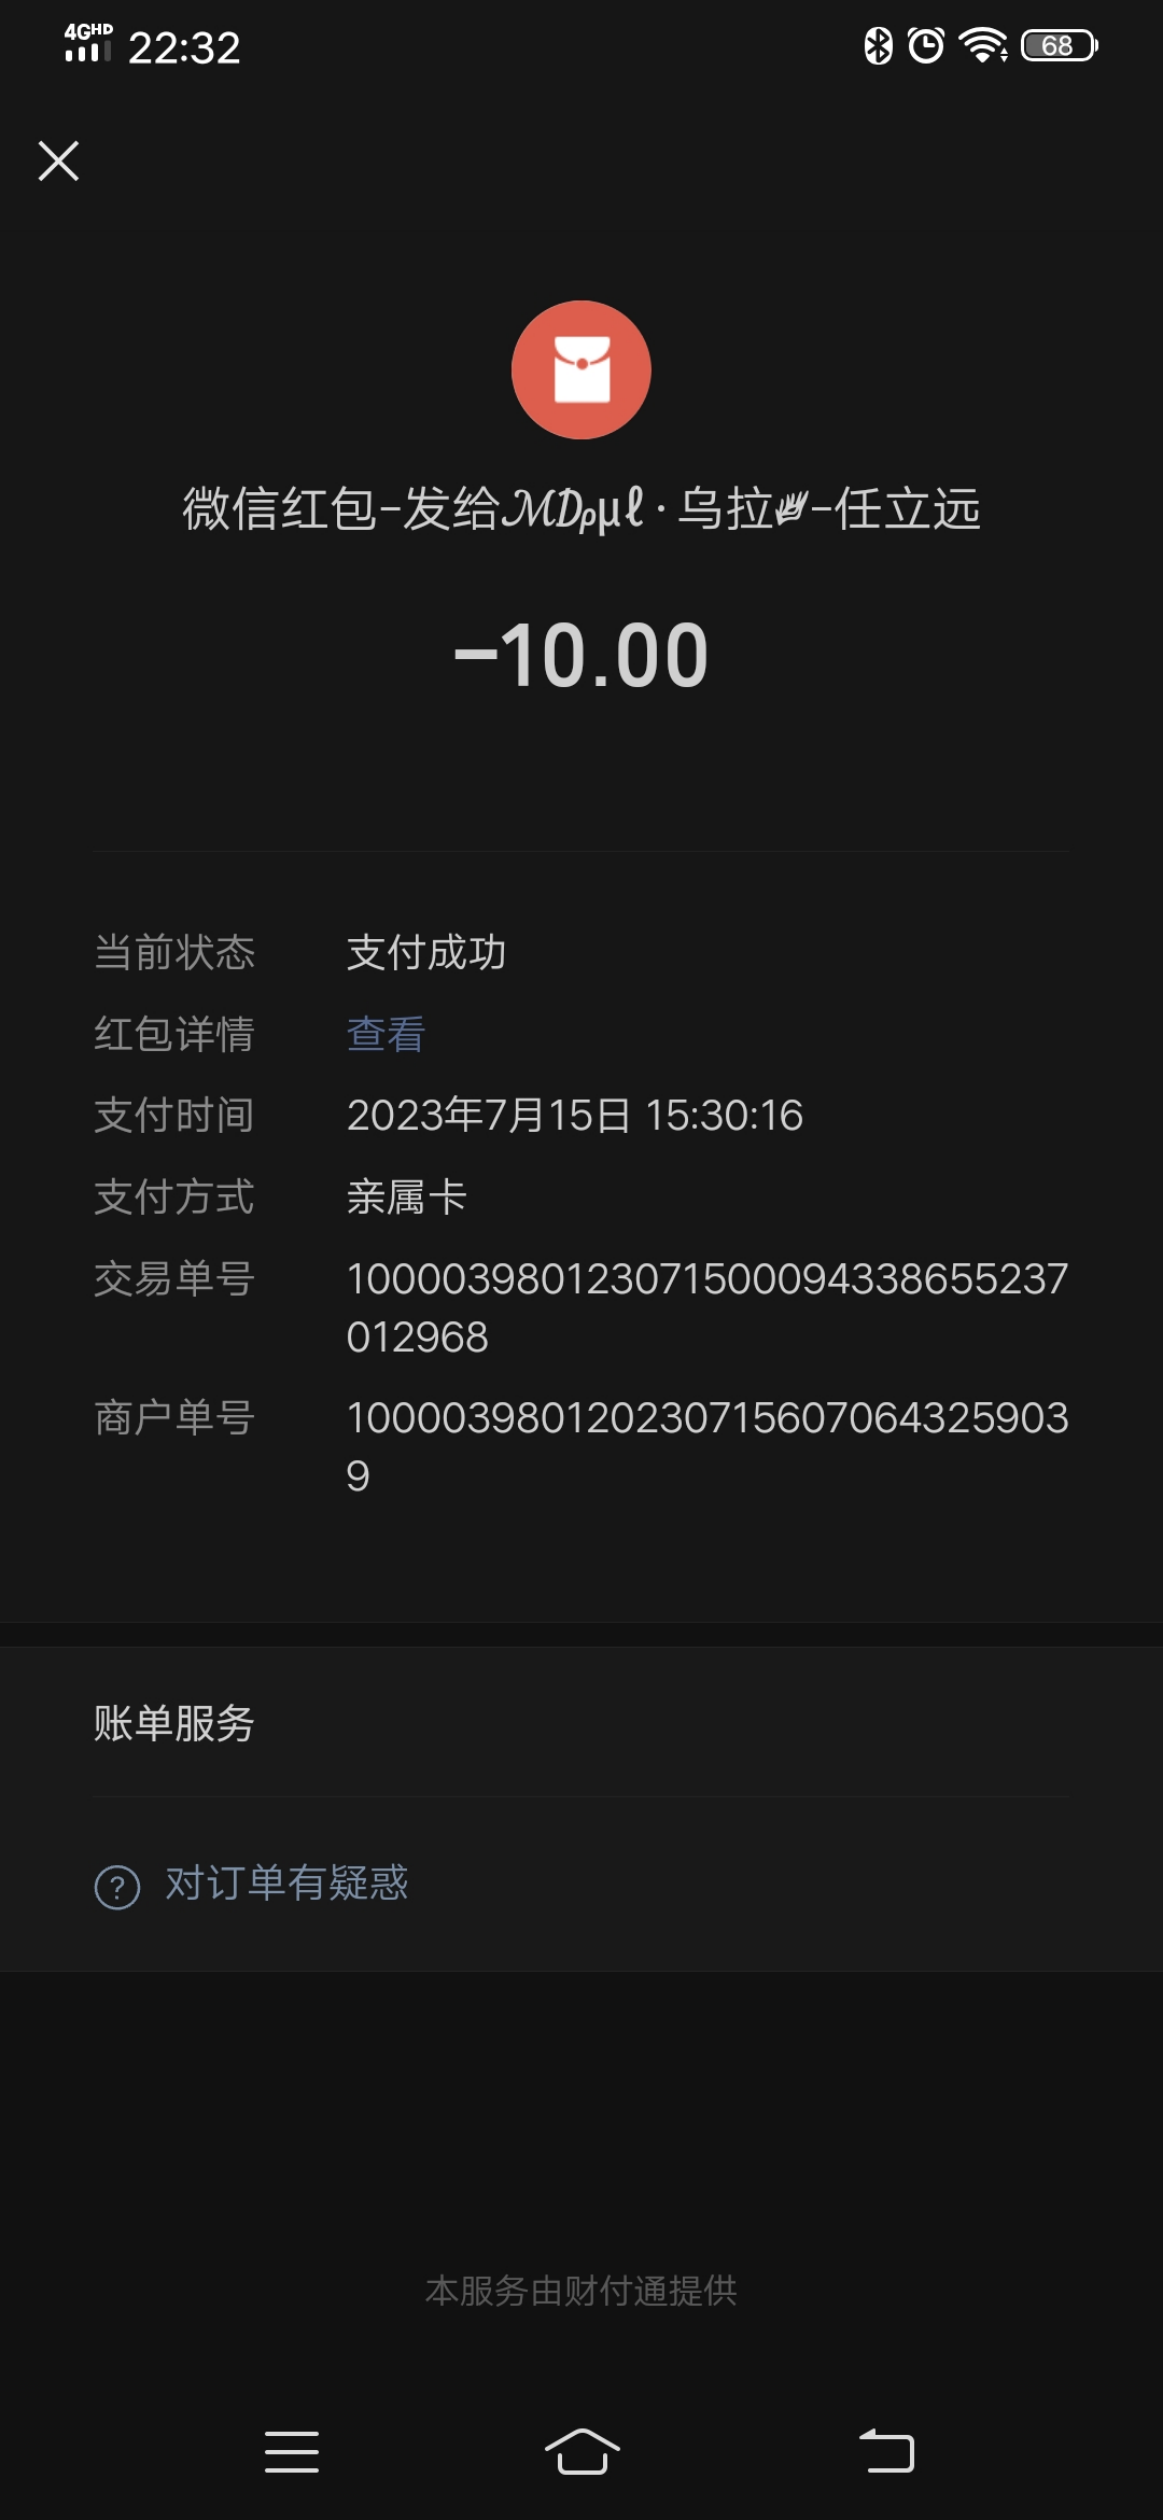 4GHD 22:32 68
微信红包-发给ℳ𝒟ρμℓ·乌拉-任立远
-10.00
当前状态 支付成功
红包详情 查看
支付时间 2023年7月15日 15:30:16
支付方式 亲属卡
交易单号 100003980123071500094338655237
012968
商户单号 100003980120230715607064325903
9
账单服务
? 对订单有疑惑
本服务由财付通提供